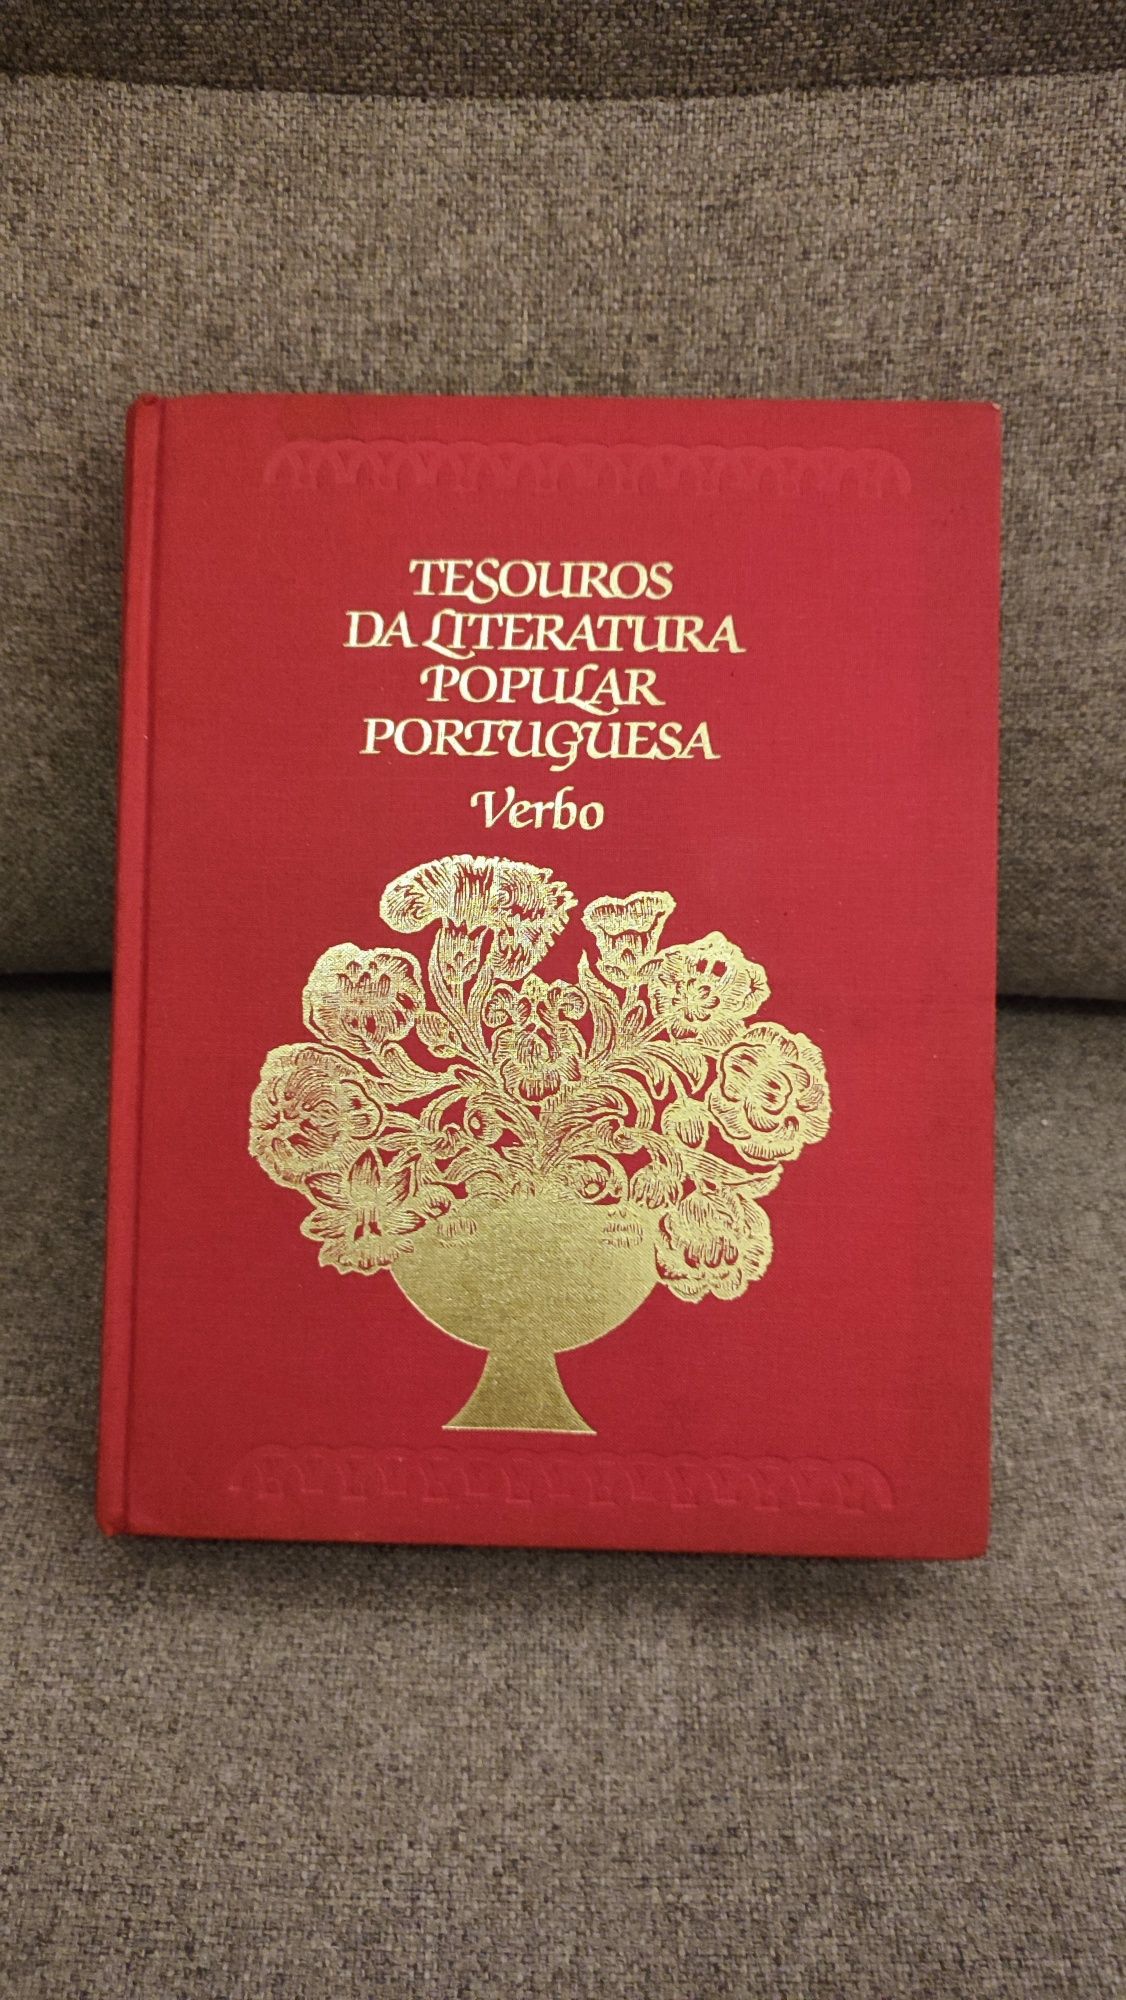 TESOUROS
DA LITERATURA
POPULAR
PORTUGUESA
Verbo